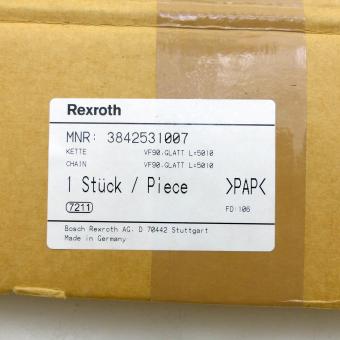 Rexroth
MNR: 3842531007
KETTE VF90.GLATT L=5010
CHAIN VF90.GLATT L=5010
1 Stück / Piece >PAP<
7211 FD:106
Bosch Rexroth AG. D 70442 Stuttgart
Made in Germany